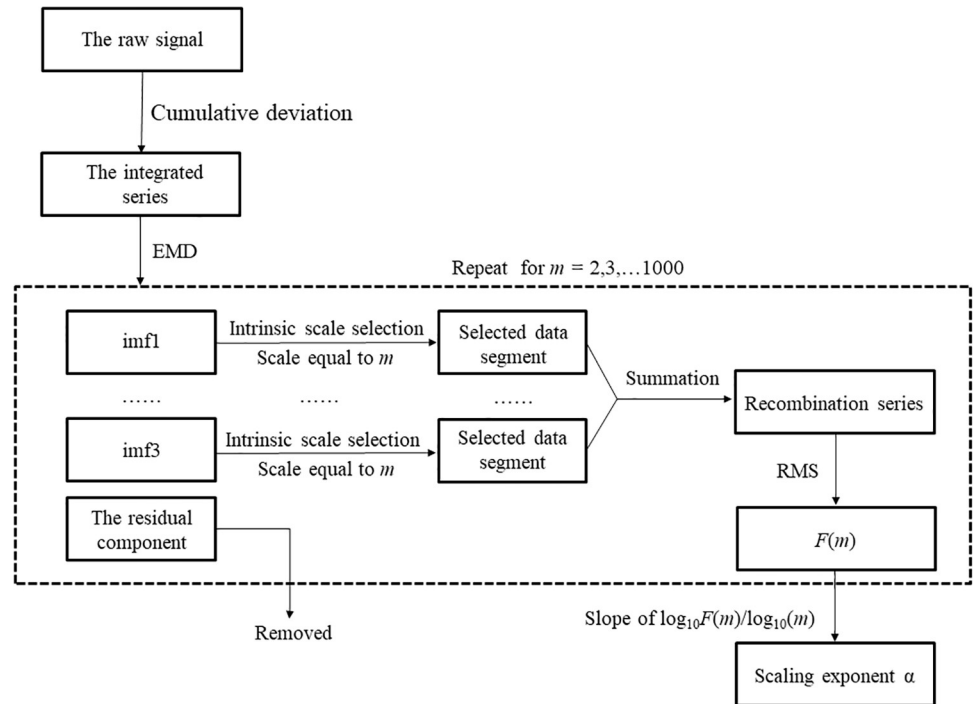 The raw signal
Cumulative deviation
The integrated
series
EMD
Repeat for m = 2,3,…1000
imf1
Intrinsic scale selection
Scale equal to m
Selected data
segment
……
……
……
imf3
Intrinsic scale selection
Scale equal to m
Selected data
segment
Summation
Recombination series
RMS
F(m)
The residual
component
Removed
Slope of log₁₀F(m)/log₁₀(m)
Scaling exponent α